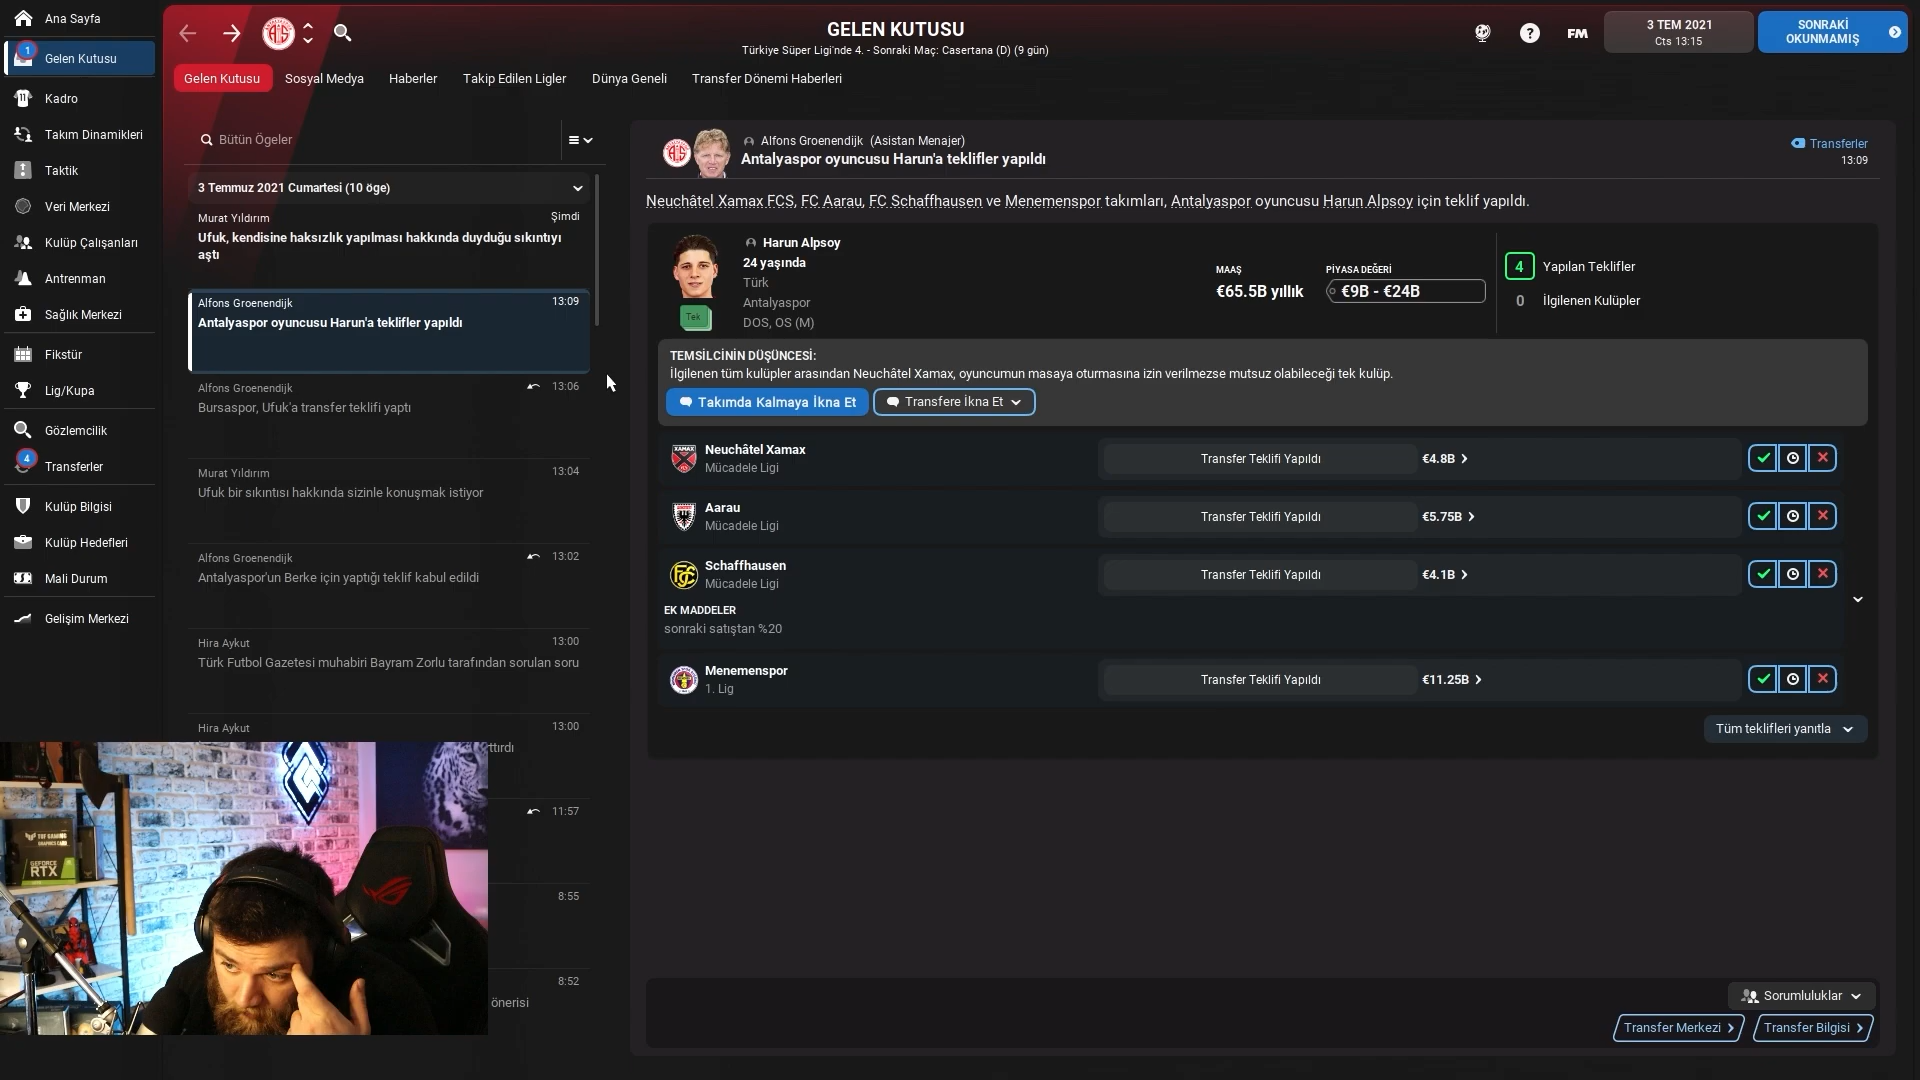 Ana Sayfa
1
Gelen Kutusu
Kadro
Takım Dinamikleri
Taktik
Veri Merkezi
Kulüp Çalışanları
Antrenman
Sağlık Merkezi
Fikstür
Lig/Kupa
Gözlemcilik
4
Transferler
Kulüp Bilgisi
Kulüp Hedefleri
Mali Durum
Gelişim Merkezi
GELEN KUTUSU
Türkiye Süper Ligi'nde 4. - Sonraki Maç: Casertana (D) (9 gün)
FM
3 TEM 2021
Cts 13:15
SONRAKİ
OKUNMAMIŞ
Gelen Kutusu
Sosyal Medya
Haberler
Takip Edilen Ligler
Dünya Geneli
Transfer Dönemi Haberleri
Bütün Ögeler
3 Temmuz 2021 Cumartesi (10 öge)
Murat Yıldırım
Şimdi
Ufuk, kendisine haksızlık yapılması hakkında duyduğu sıkıntıyı
aştı
Alfons Groenendijk
13:09
Antalyaspor oyuncusu Harun'a teklifler yapıldı
Alfons Groenendijk
13:06
Bursaspor, Ufuk'a transfer teklifi yaptı
Murat Yıldırım
13:04
Ufuk bir sıkıntısı hakkında sizinle konuşmak istiyor
Alfons Groenendijk
13:02
Antalyaspor'un Berke için yaptığı teklif kabul edildi
Hira Aykut
13:00
Türk Futbol Gazetesi muhabiri Bayram Zorlu tarafından sorulan soru
Hira Aykut
13:00
ttırdı
11:57
8:55
8:52
önerisi
TUF GAMING
GEFORCE
RTX
Alfons Groenendijk (Asistan Menajer)
Antalyaspor oyuncusu Harun'a teklifler yapıldı
Transferler
13:09
Neuchâtel Xamax FCS, FC Aarau, FC Schaffhausen ve Menemenspor takımları, Antalyaspor oyuncusu Harun Alpsoy için teklif yapıldı.
Harun Alpsoy
24 yaşında
Türk
Antalyaspor
DOS, OS (M)
Tek
MAAŞ
€65.5B yıllık
PİYASA DEĞERİ
€9B - €24B
4 Yapılan Teklifler
0 İlgilenen Kulüpler
TEMSİLCİNİN DÜŞÜNCESİ:
İlgilenen tüm kulüpler arasından Neuchâtel Xamax, oyuncumun masaya oturmasına izin verilmezse mutsuz olabileceği tek kulüp.
Takımda Kalmaya İkna Et
Transfere İkna Et
Neuchâtel Xamax
Mücadele Ligi
Transfer Teklifi Yapıldı
€4.8B
Aarau
Mücadele Ligi
Transfer Teklifi Yapıldı
€5.75B
Schaffhausen
Mücadele Ligi
Transfer Teklifi Yapıldı
€4.1B
EK MADDELER
sonraki satıştan %20
Menemenspor
1. Lig
Transfer Teklifi Yapıldı
€11.25B
Tüm teklifleri yanıtla
Sorumluluklar
Transfer Merkezi
Transfer Bilgisi